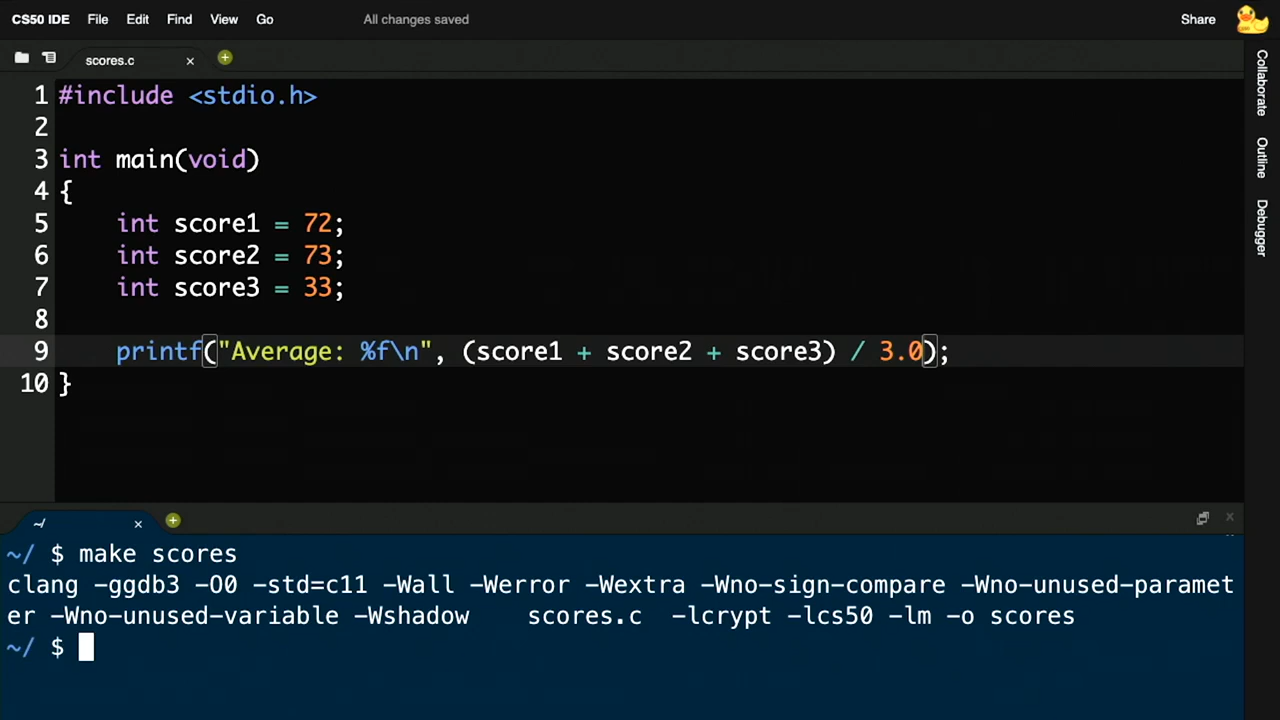 CS50 IDE File Edit Find View Go All changes saved Share
scores.c
1 #include <stdio.h>
2
3 int main(void)
4 {
5     int score1 = 72;
6     int score2 = 73;
7     int score3 = 33;
8
9     printf("Average: %f\n", (score1 + score2 + score3) / 3.0);
10 }
Collaborate
Outline
Debugger
~/
~/ $ make scores
clang -ggdb3 -O0 -std=c11 -Wall -Werror -Wextra -Wno-sign-compare -Wno-unused-paramet
er -Wno-unused-variable -Wshadow    scores.c  -lcrypt -lcs50 -lm -o scores
~/ $